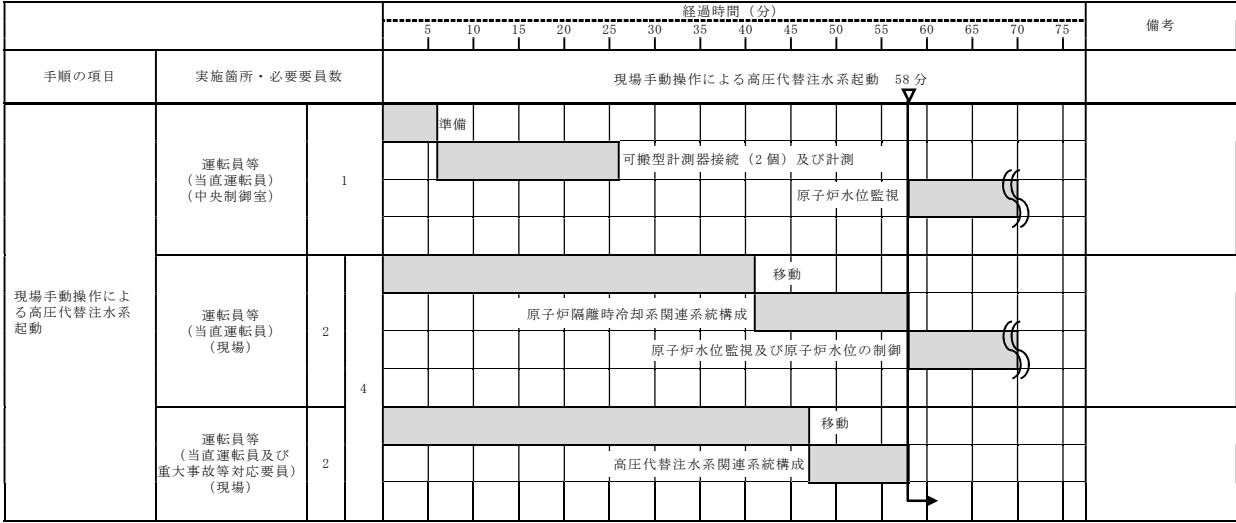 経過時間（分）
備考
5 10 15 20 25 30 35 40 45 50 55 60 65 70 75
手順の項目
実施箇所・必要要員数
現場手動操作による高圧代替注水系起動 58分
現場手動操作によ
る高圧代替注水系
起動
運転員等
（当直運転員）
（中央制御室）
1
準備
可搬型計測器接続（2個）及び計測
原子炉水位監視
運転員等
（当直運転員）
（現場）
2
4
移動
原子炉隔離時冷却系関連系統構成
原子炉水位監視及び原子炉水位の制御
運転員等
（当直運転員及び
重大事故等対応要員）
（現場）
2
移動
高圧代替注水系関連系統構成